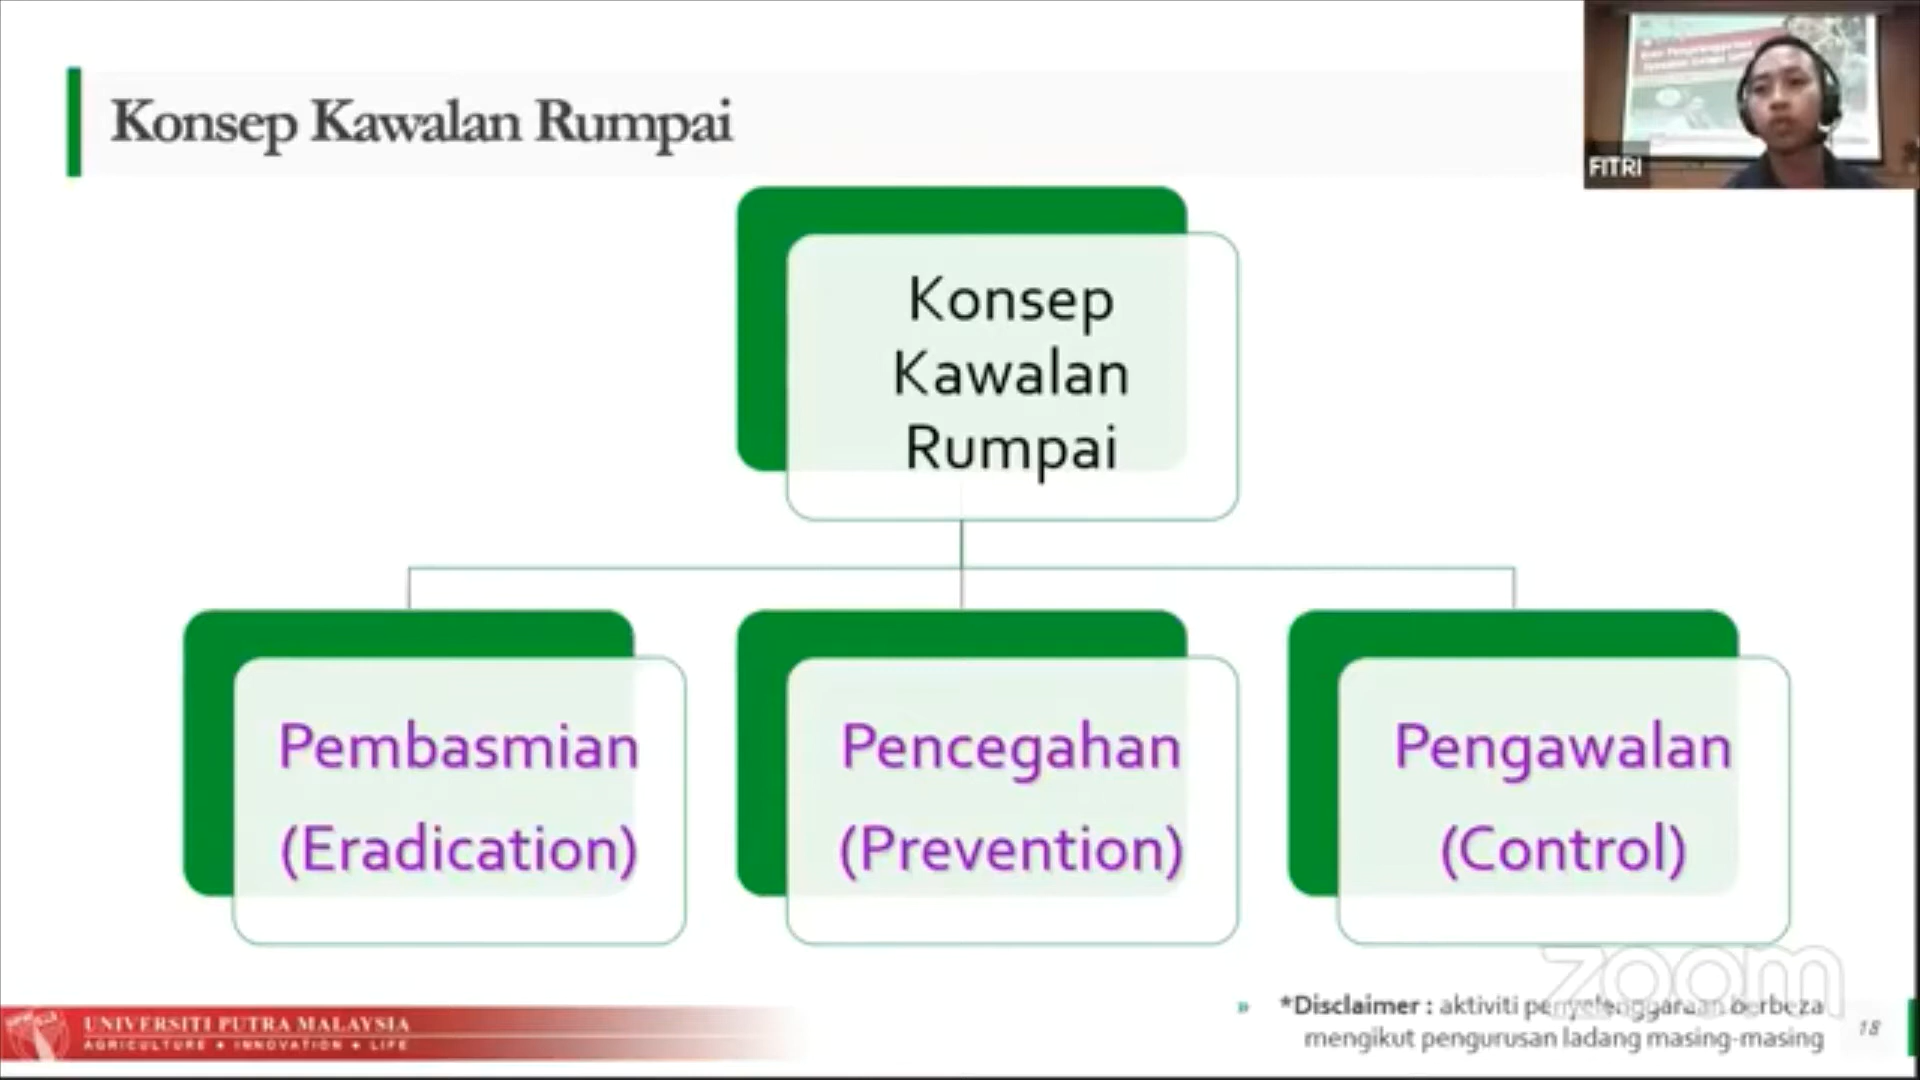 Konsep Kawalan Rumpai
FITRI
Konsep
Kawalan
Rumpai
Pembasmian
(Eradication)
Pencegahan
(Prevention)
Pengawalan
(Control)
zoom
UNIVERSITI PUTRA MALAYSIA
AGRICULTURE • INNOVATION • LIFE
» *Disclaimer : aktiviti penyelenggaraan berbeza
mengikut pengurusan ladang masing-masing
18